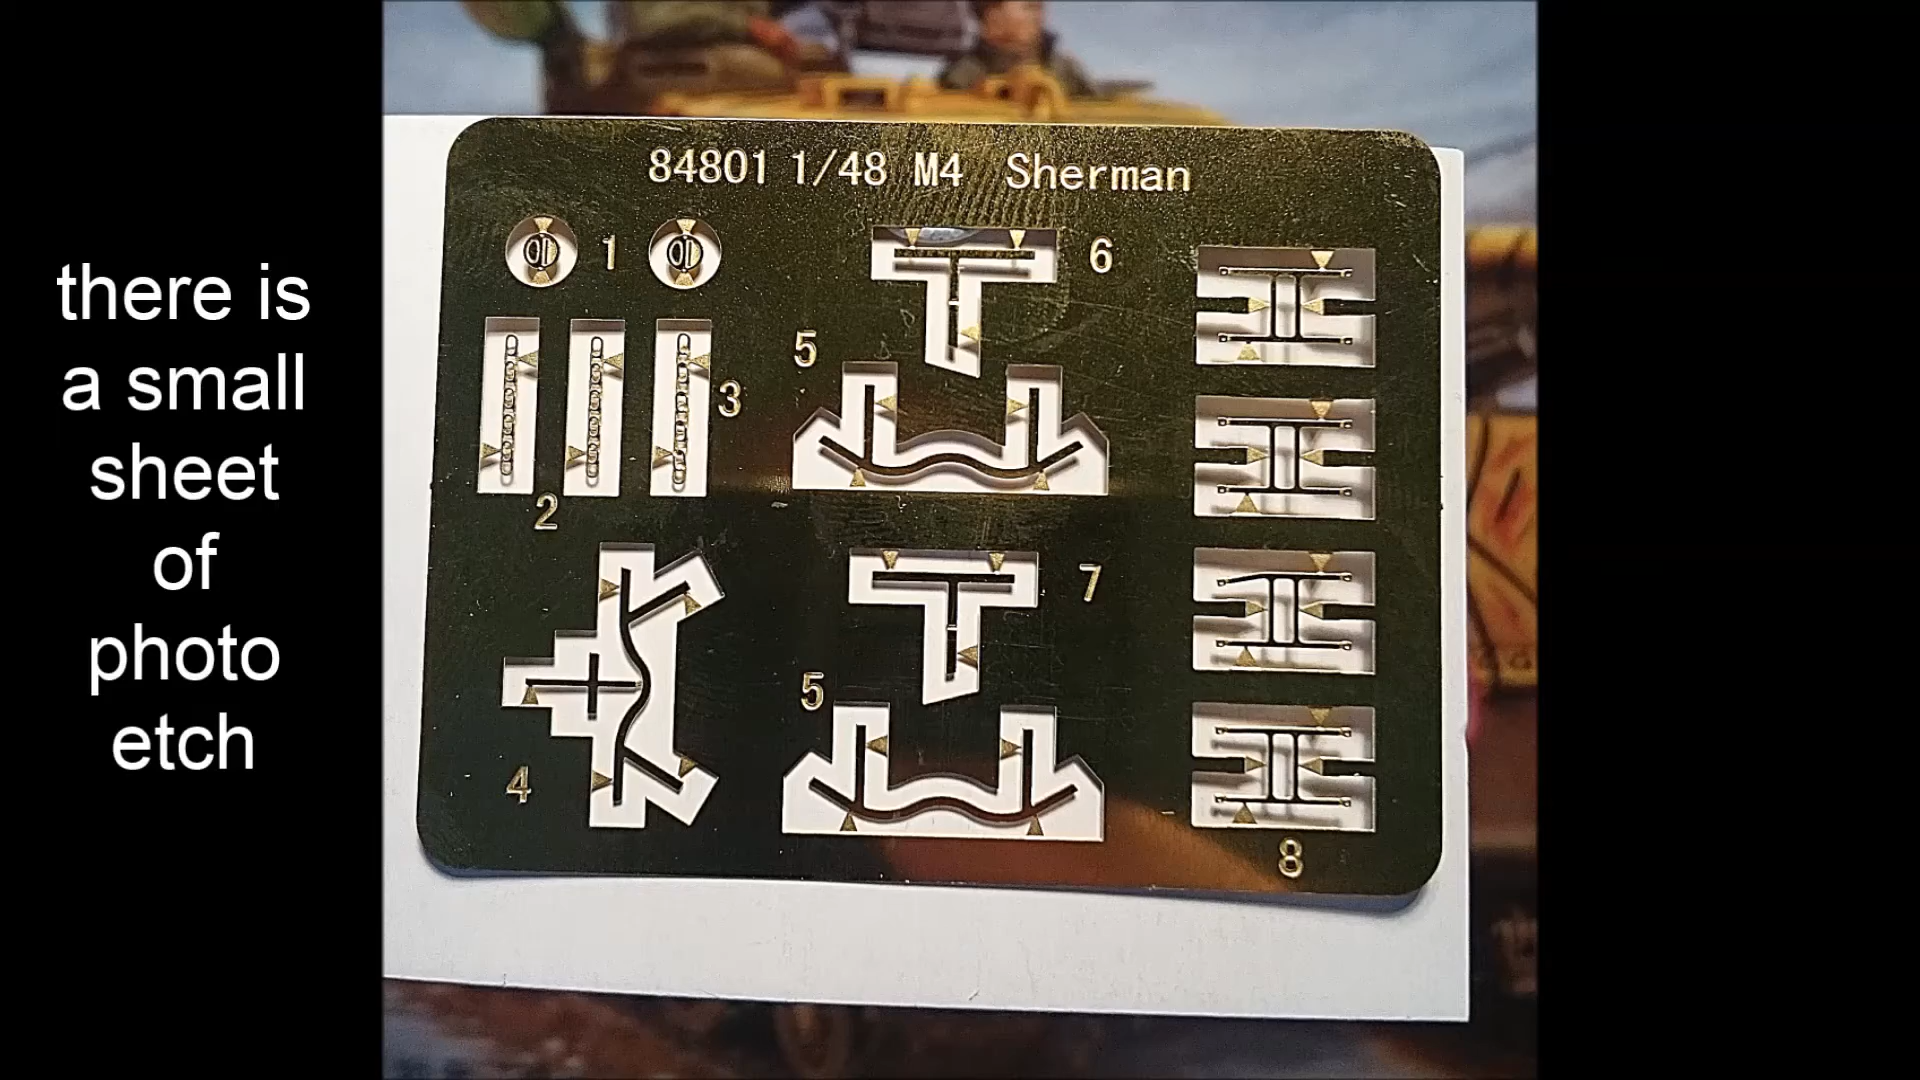 there is
a small
sheet
of
photo
etch
84801 1/48 M4 Sherman
1
6
5
3
2
7
5
4
8